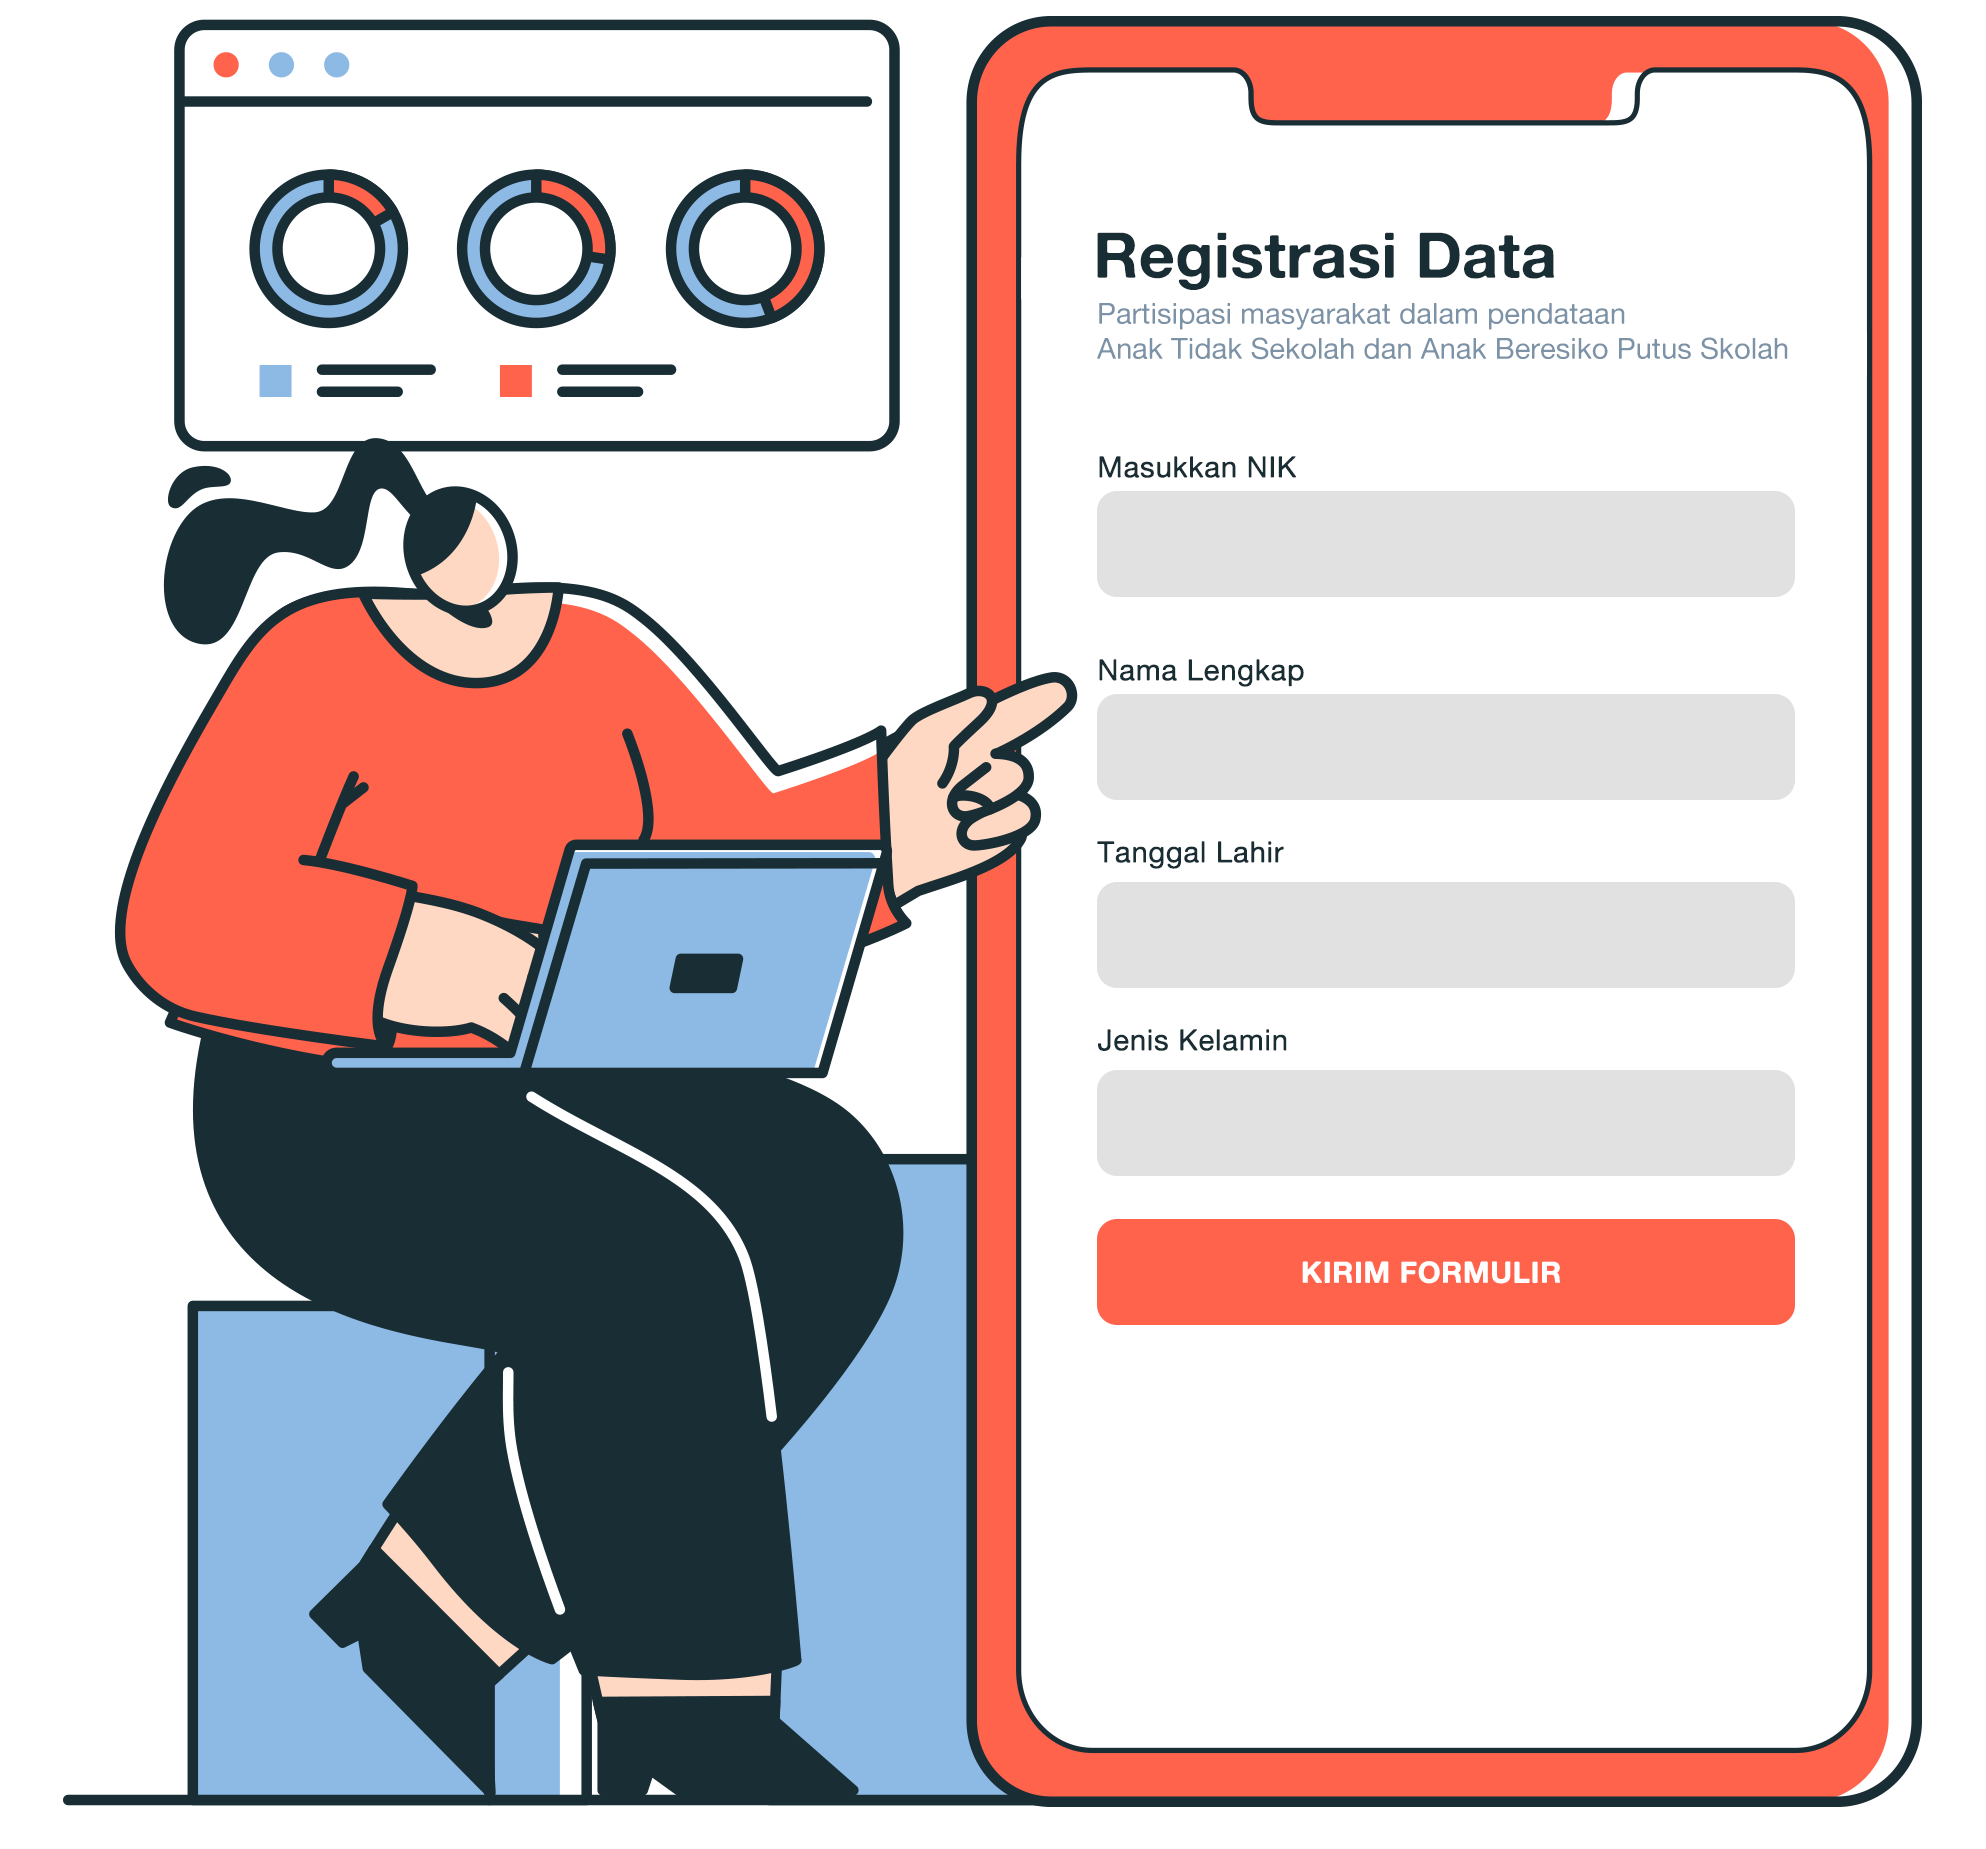 Registrasi Data
Partisipasi masyarakat dalam pendataan
Anak Tidak Sekolah dan Anak Beresiko Putus Skolah
Masukkan NIK
Nama Lengkap
Tanggal Lahir
Jenis Kelamin
KIRIM FORMULIR